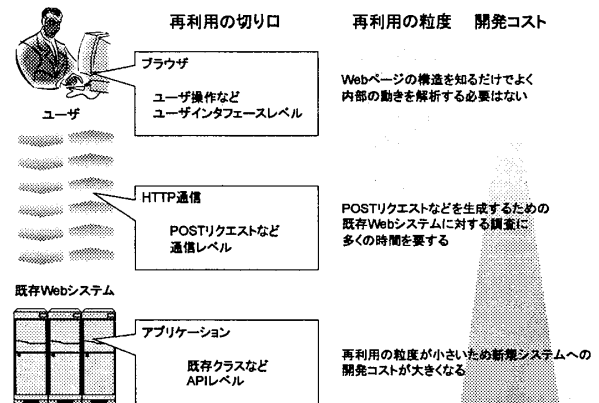 再利用の切り口
再利用の粒度
開発コスト
ユーザ
ブラウザ
ユーザ操作など
ユーザインタフェースレベル
Webページの構造を知るだけでよく
内部の動きを解析する必要はない
HTTP通信
POSTリクエストなど
通信レベル
POSTリクエストなどを生成するための
既存Webシステムに対する調査に
多くの時間を要する
既存Webシステム
アプリケーション
既存クラスなど
APIレベル
再利用の粒度が小さいため新規システムへの
開発コストが大きくなる